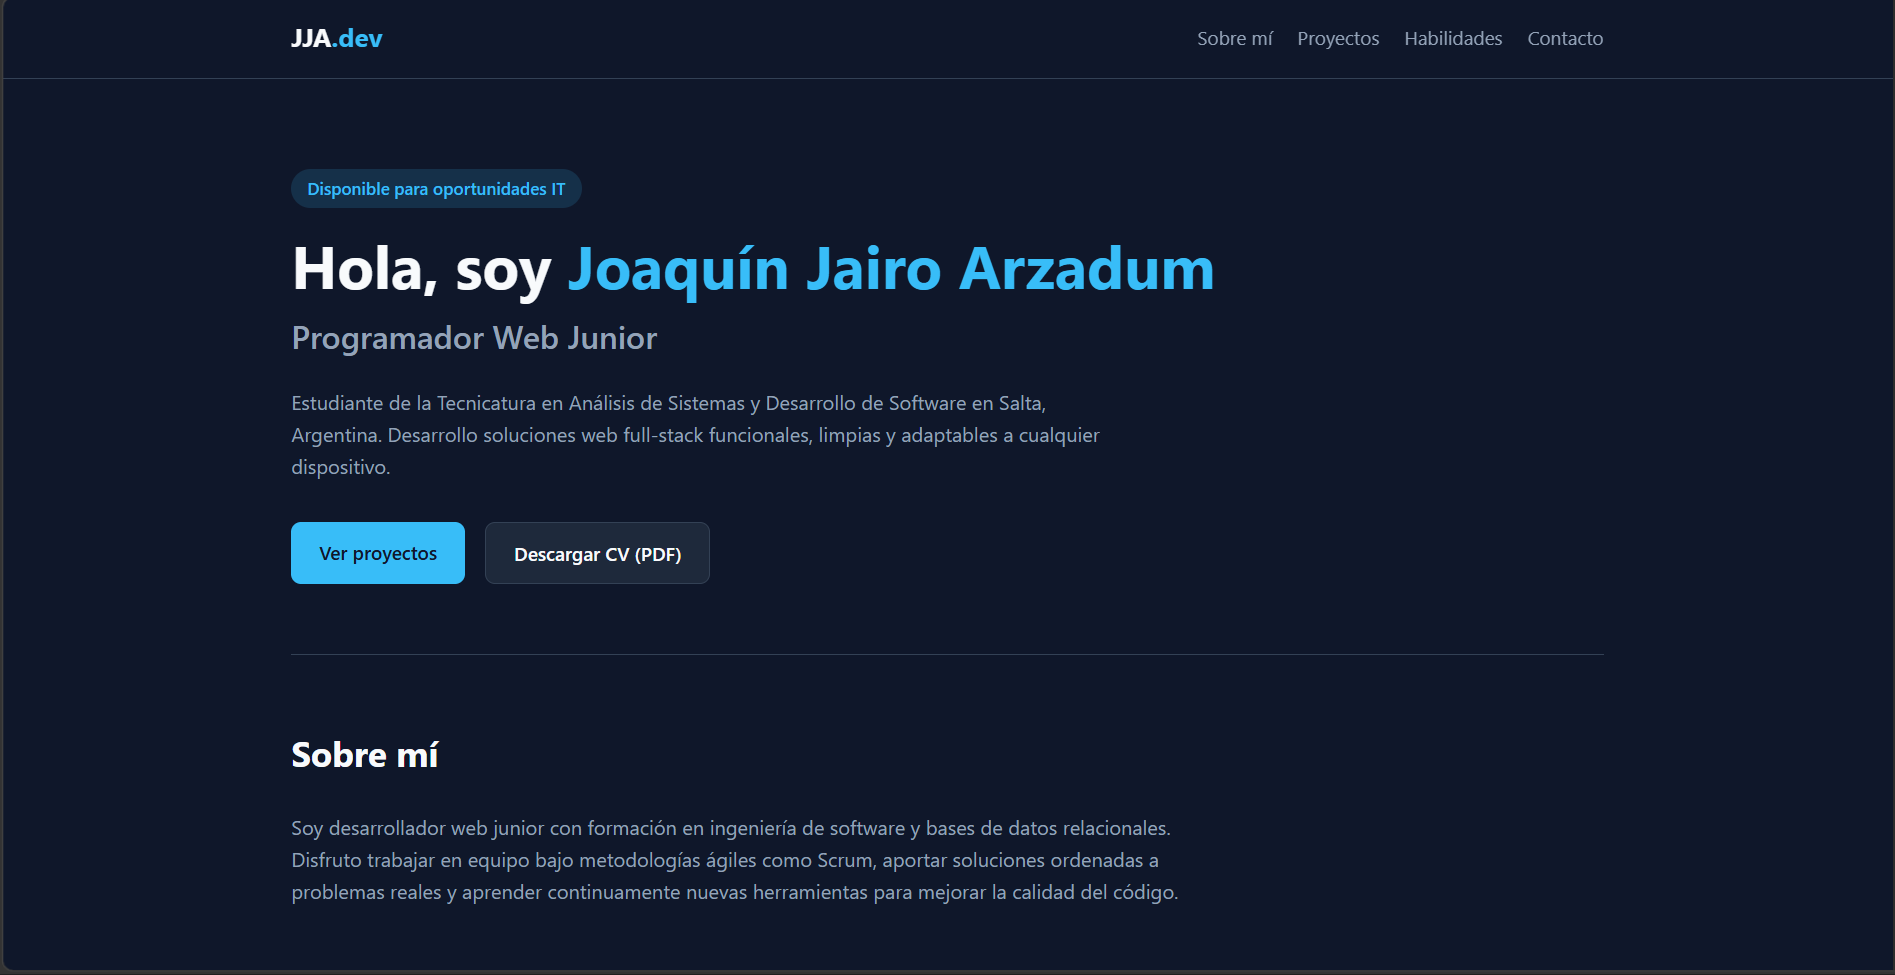 JJA.dev
Sobre mí
Proyectos
Habilidades
Contacto
Disponible para oportunidades IT
Hola, soy Joaquín Jairo Arzadum
Programador Web Junior
Estudiante de la Tecnicatura en Análisis de Sistemas y Desarrollo de Software en Salta,
Argentina. Desarrollo soluciones web full-stack funcionales, limpias y adaptables a cualquier
dispositivo.
Ver proyectos
Descargar CV (PDF)
Sobre mí
Soy desarrollador web junior con formación en ingeniería de software y bases de datos relacionales.
Disfruto trabajar en equipo bajo metodologías ágiles como Scrum, aportar soluciones ordenadas a
problemas reales y aprender continuamente nuevas herramientas para mejorar la calidad del código.